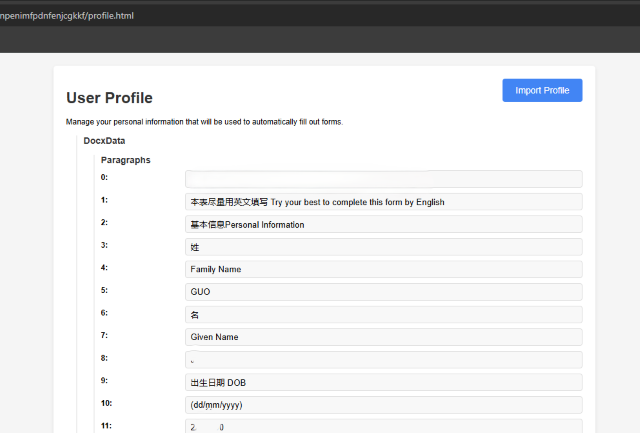 npenimfpdnfenjcgkkf/profile.html
Import Profile
User Profile
Manage your personal information that will be used to automatically fill out forms.
DocxData
Paragraphs
0:
1: 本表尽量用英文填写 Try your best to complete this form by English
2: 基本信息Personal Information
3: 姓
4: Family Name
5: GUO
6: 名
7: Given Name
8:
9: 出生日期 DOB
10: (dd/mm/yyyy)
11: